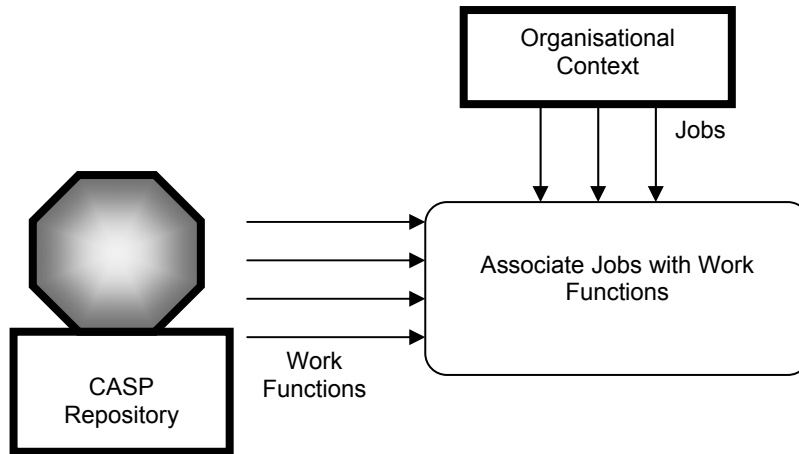 Organisational
Context
Jobs
Associate Jobs with Work
Functions
Work
Functions
CASP
Repository